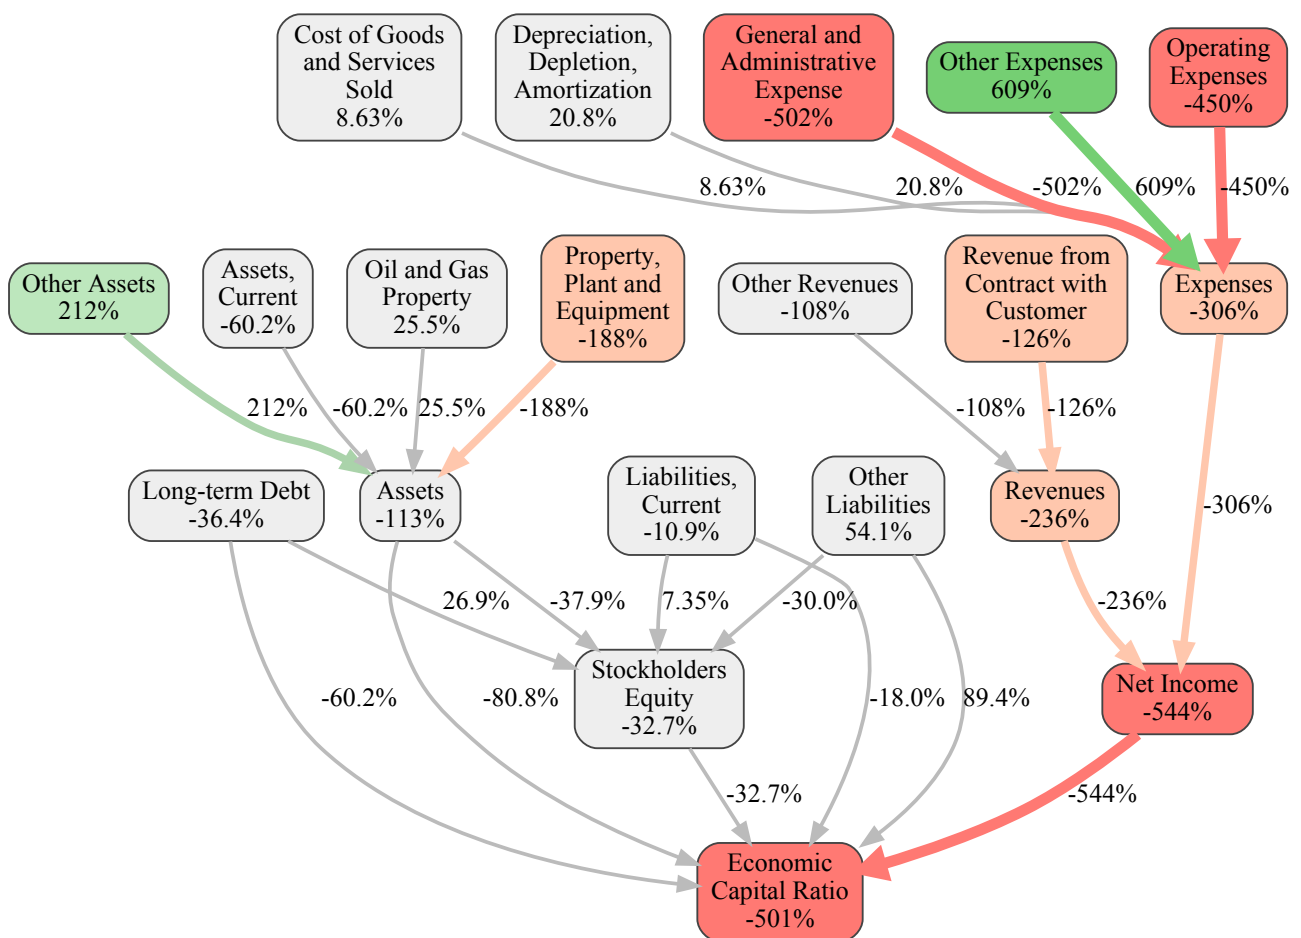 Cost of Goods
and Services
Sold
8.63%
Depreciation,
Depletion,
Amortization
20.8%
General and
Administrative
Expense
-502%
Other Expenses
609%
Operating
Expenses
-450%
8.63%
20.8%
-502%
609%
-450%
Other Assets
212%
Assets,
Current
-60.2%
Oil and Gas
Property
25.5%
Property,
Plant and
Equipment
-188%
Other Revenues
-108%
Revenue from
Contract with
Customer
-126%
Expenses
-306%
212%
-60.2%
25.5%
-188%
-108%
-126%
-306%
Long-term Debt
-36.4%
Assets
-113%
Liabilities,
Current
-10.9%
Other
Liabilities
54.1%
Revenues
-236%
26.9%
-37.9%
7.35%
-30.0%
-236%
-60.2%
-80.8%
Stockholders
Equity
-32.7%
-18.0%
89.4%
Net Income
-544%
-32.7%
-544%
Economic
Capital Ratio
-501%